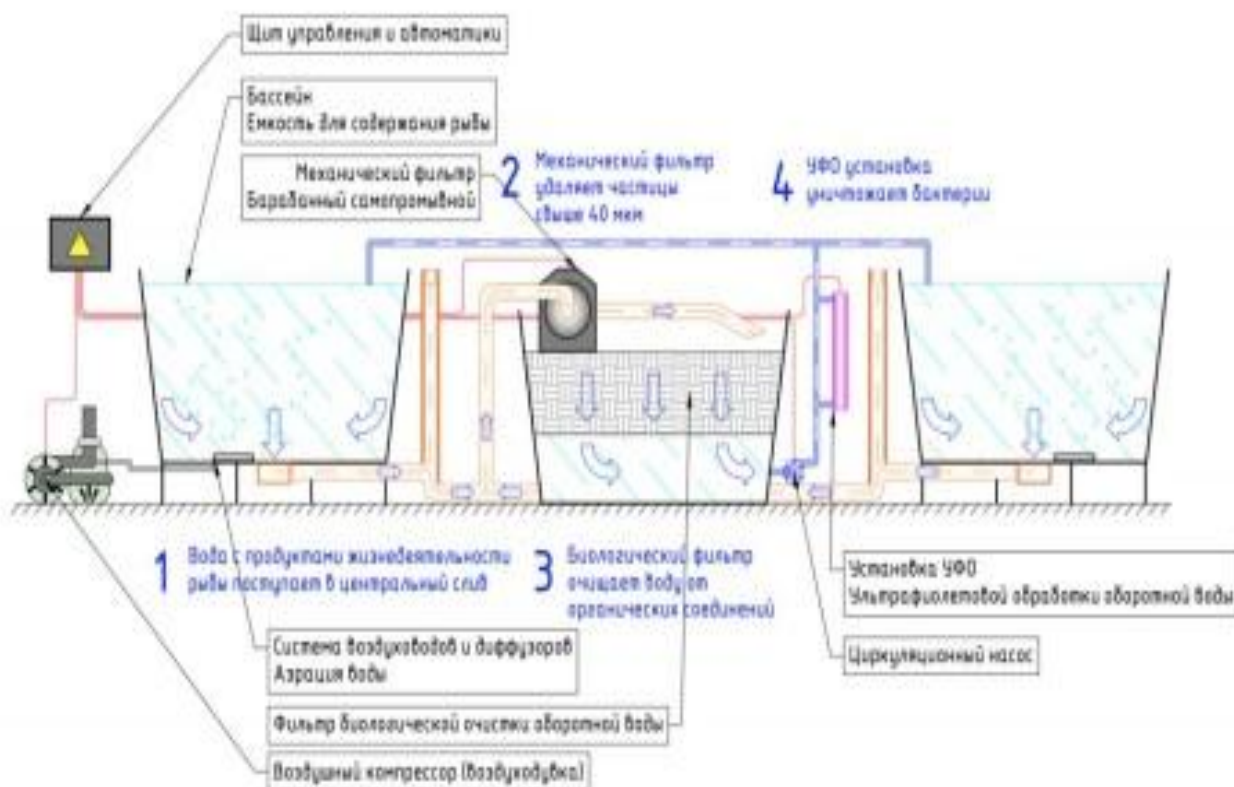 Щит управления и автоматики
Бассейн
Емкость для содержания рыбы
Механический фильтр
Барабанный самопромывной
2 Механический фильтр
удаляет частицы
свыше 40 мкм
4 УФО установка
уничтожает бактерии
1 Вода с продуктами жизнедеятельности
рыбы поступает в центральный слив
3 Биологический фильтр
очищает воду от
органических соединений
Установка УФО
Ультрафиолетовой обработки оборотной воды
Система воздуховодов и диффузоров
Аэрация воды
Циркуляционный насос
Фильтр биологической очистки оборотной воды
Воздушный компрессор (воздуходувка)